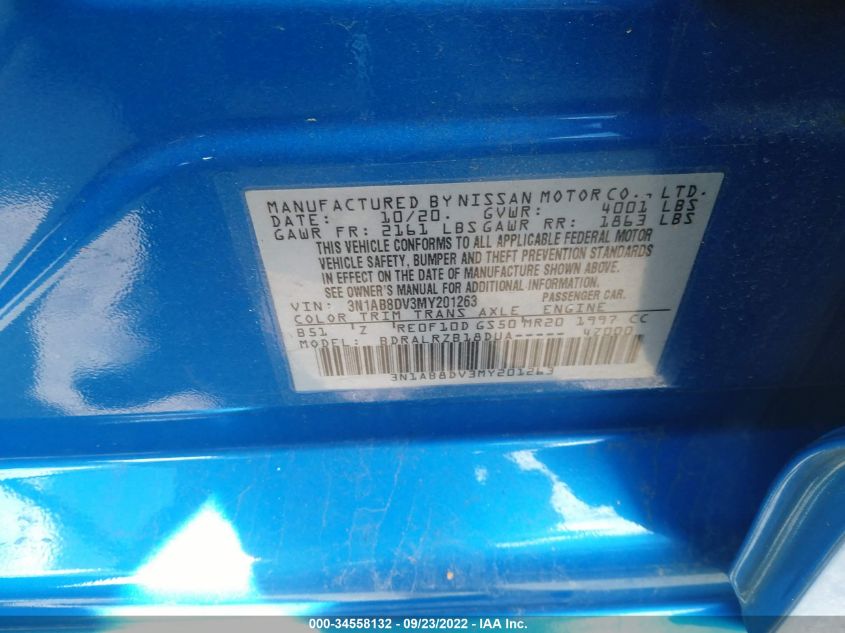 MANUFACTURED BY NISSAN MOTOR CO., LTD.
DATE: 10/20. GVWR: 4001 LBS
GAWR FR: 2161 LBS GAWR RR: 1863 LBS
THIS VEHICLE CONFORMS TO ALL APPLICABLE FEDERAL MOTOR
VEHICLE SAFETY, BUMPER AND THEFT PREVENTION STANDARDS
IN EFFECT ON THE DATE OF MANUFACTURE SHOWN ABOVE.
SEE OWNER'S MANUAL FOR ADDITIONAL INFORMATION.
VIN: 3N1AB8DV3MY201263 PASSENGER CAR
COLOR TRIM TRANS AXLE ENGINE
B51 Z RE0F10D GS50 MR20 1997 CC
MODEL: BDRALRZB18DUA----- 4Z000
3N1AB8DV3MY201263
000-34558132 - 09/23/2022 - IAA Inc.